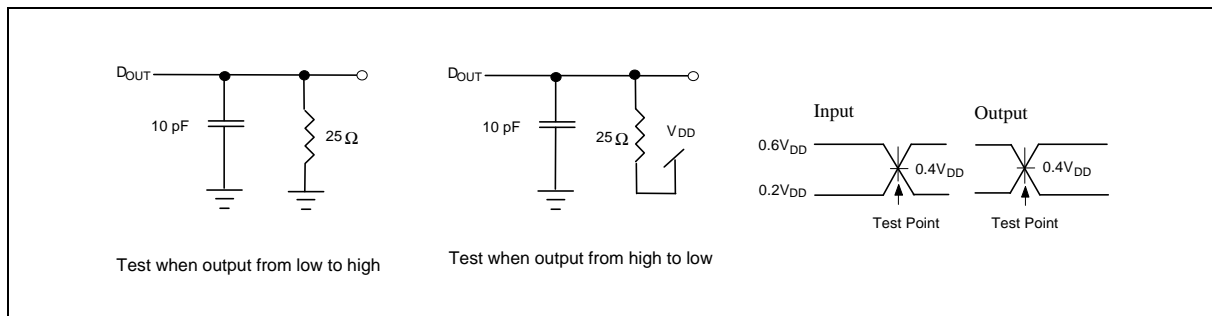 DOUT
10 pF
25Ω
Test when output from low to high
DOUT
10 pF
25Ω
VDD
Test when output from high to low
Input
0.6VDD
0.2VDD
0.4VDD
Test Point
Output
0.4VDD
Test Point